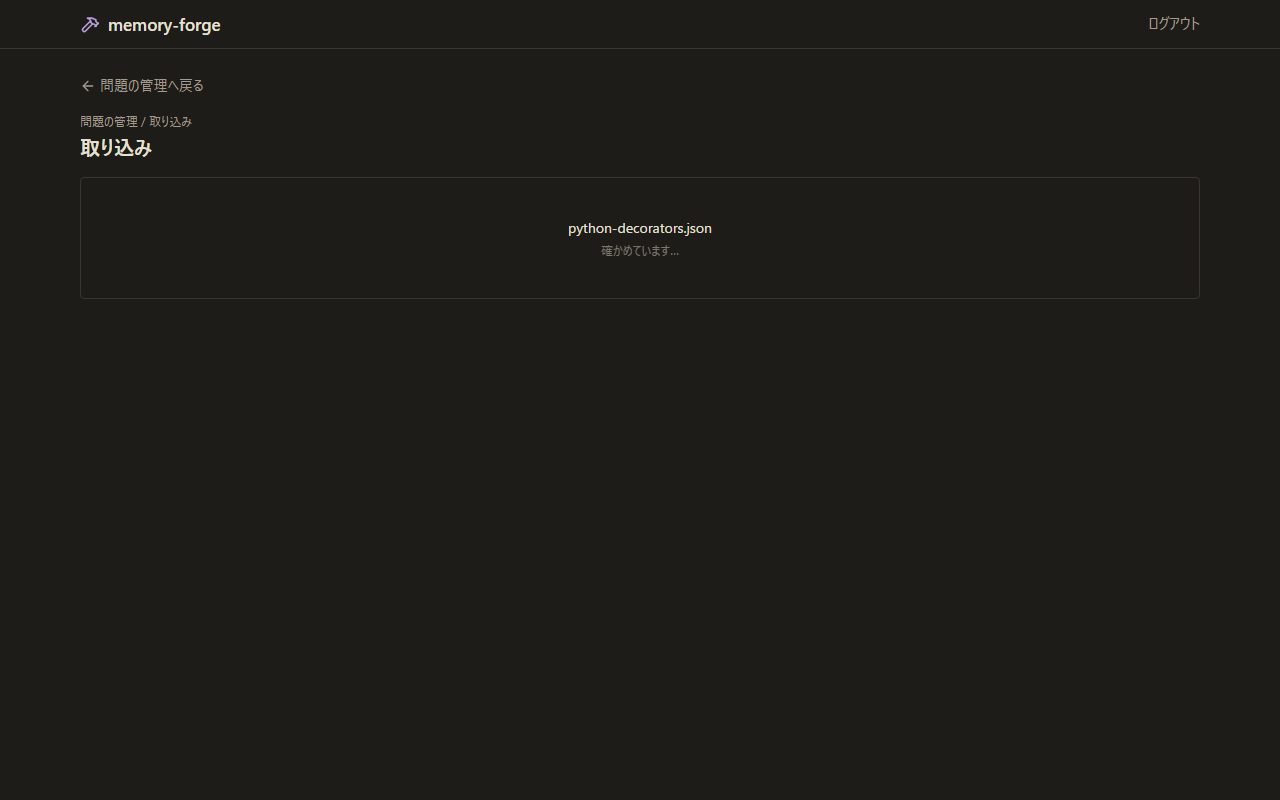 memory-forge
ログアウト
← 問題の管理へ戻る
問題の管理 / 取り込み
取り込み
python-decorators.json
確かめています...